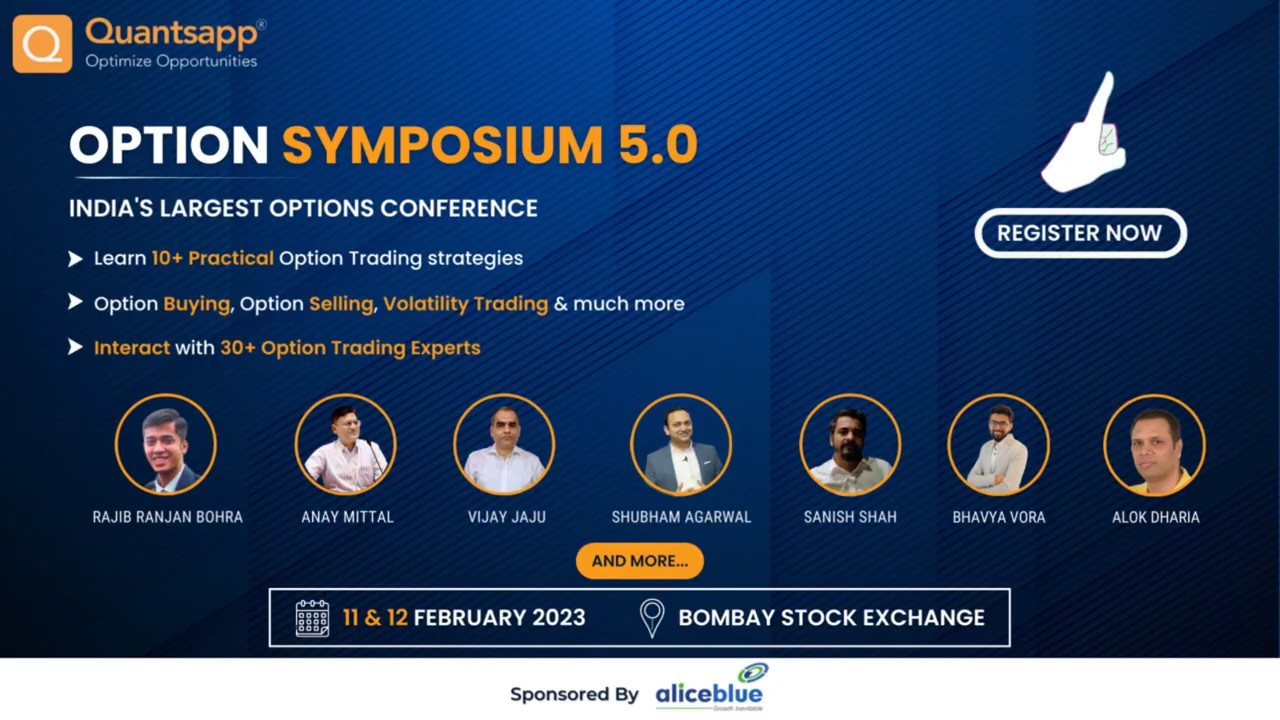 Quantsapp®
Optimize Opportunities
OPTION SYMPOSIUM 5.0
INDIA'S LARGEST OPTIONS CONFERENCE
REGISTER NOW
Learn 10+ Practical Option Trading strategies
Option Buying, Option Selling, Volatility Trading & much more
Interact with 30+ Option Trading Experts
RAJIB RANJAN BOHRA
ANAY MITTAL
VIJAY JAJU
SHUBHAM AGARWAL
SANISH SHAH
BHAVYA VORA
ALOK DHARIA
AND MORE...
11 & 12 FEBRUARY 2023
BOMBAY STOCK EXCHANGE
Sponsored By
aliceblue
Growth Inevitable